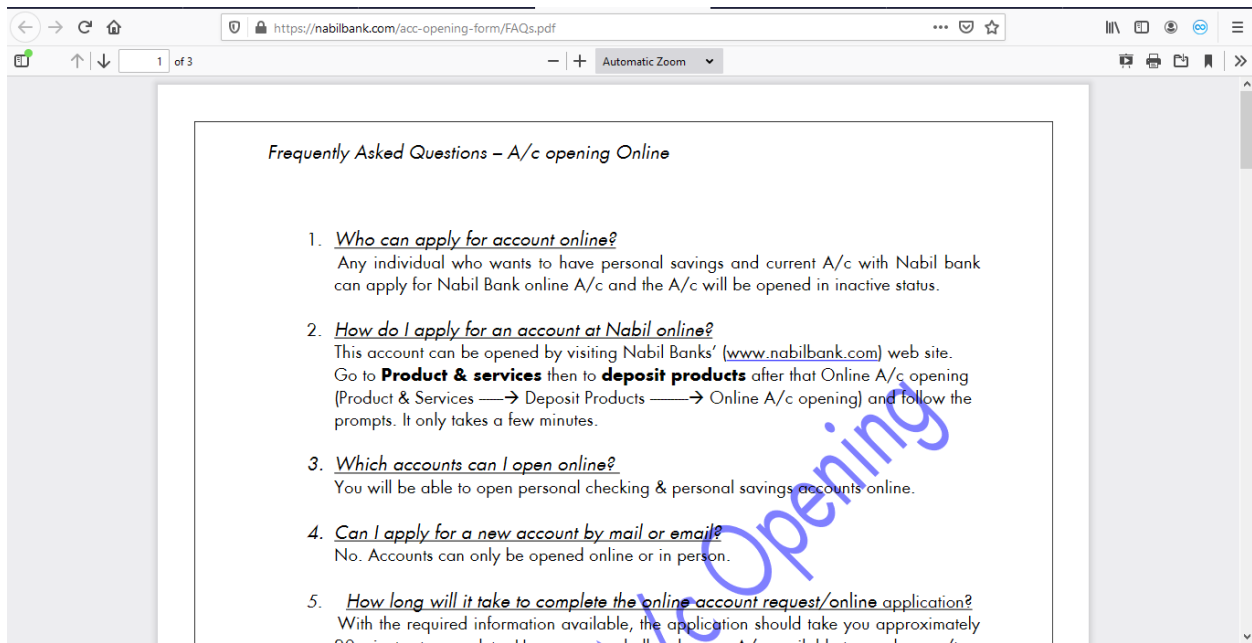 https://nabilbank.com/acc-opening-form/FAQs.pdf
1 of 3
Automatic Zoom
Frequently Asked Questions – A/c opening Online
1. Who can apply for account online?
Any individual who wants to have personal savings and current A/c with Nabil bank
can apply for Nabil Bank online A/c and the A/c will be opened in inactive status.
2. How do I apply for an account at Nabil online?
This account can be opened by visiting Nabil Banks’ (www.nabilbank.com) web site.
Go to Product & services then to deposit products after that Online A/c opening
(Product & Services ——→ Deposit Products ———→ Online A/c opening) and follow the
prompts. It only takes a few minutes.
3. Which accounts can I open online?
You will be able to open personal checking & personal savings accounts online.
4. Can I apply for a new account by mail or email?
No. Accounts can only be opened online or in person.
5. How long will it take to complete the online account request/online application?
With the required information available, the application should take you approximately
/c Opening